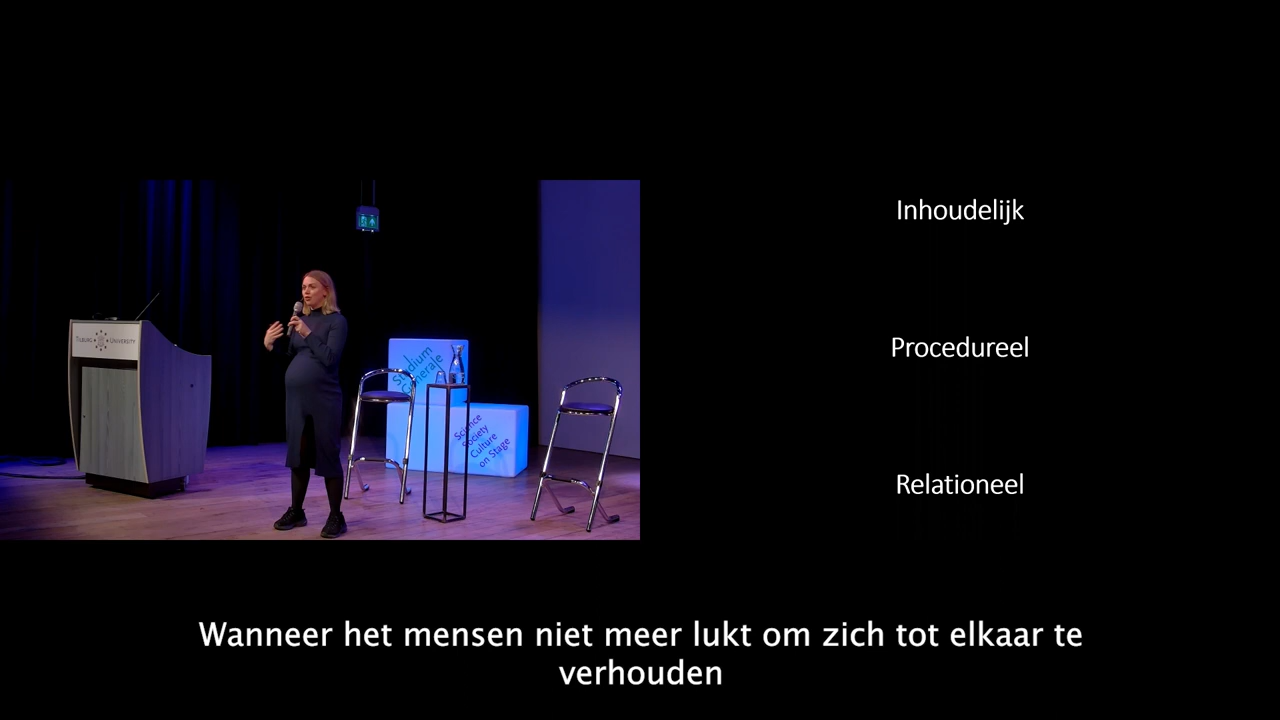 Inhoudelijk
TILBURG UNIVERSITY
Procedureel
Studium
Generale
Science
Society
Culture
on Stage
Relationeel
Wanneer het mensen niet meer lukt om zich tot elkaar te
verhouden